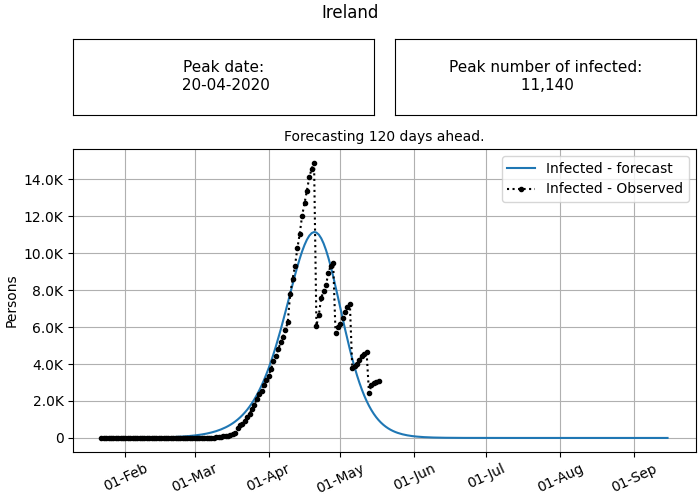 Ireland
Peak date:
20-04-2020
Peak number of infected:
11,140
Forecasting 120 days ahead.
Infected - forecast
Infected - Observed
14.0K
12.0K
10.0K
8.0K
6.0K
4.0K
2.0K
0
Persons
01-Feb
01-Mar
01-Apr
01-May
01-Jun
01-Jul
01-Aug
01-Sep